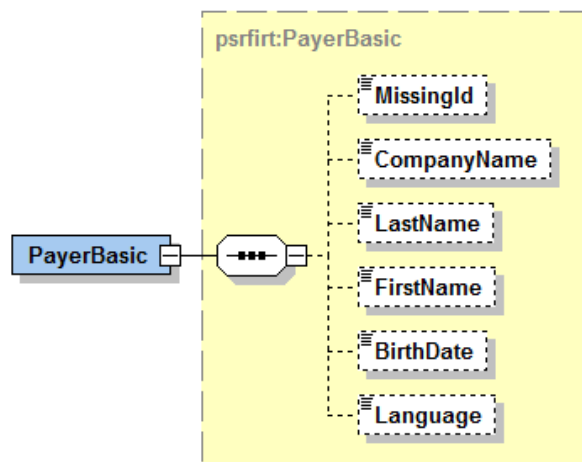 psrfirt:PayerBasic
MissingId
CompanyName
LastName
PayerBasic
FirstName
BirthDate
Language